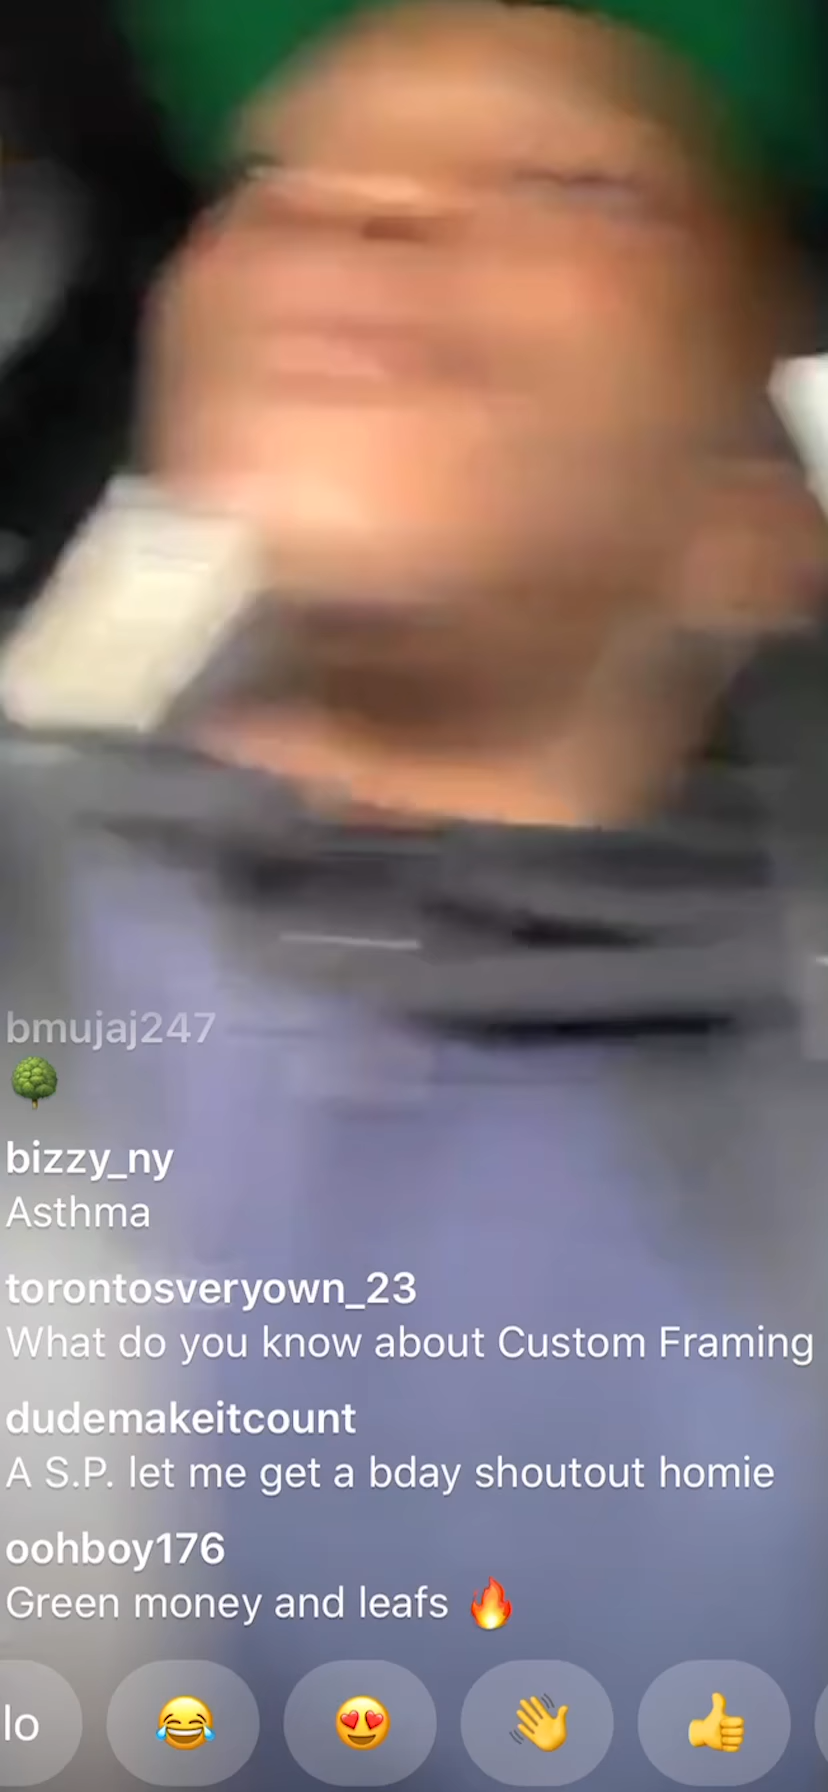 bmujaj247
🌳
bizzy_ny
Asthma
torontosveryown_23
What do you know about Custom Framing
dudemakeitcount
A S.P. let me get a bday shoutout homie
oohboy176
Green money and leafs 🔥
lo 😂 😍 👋 👍